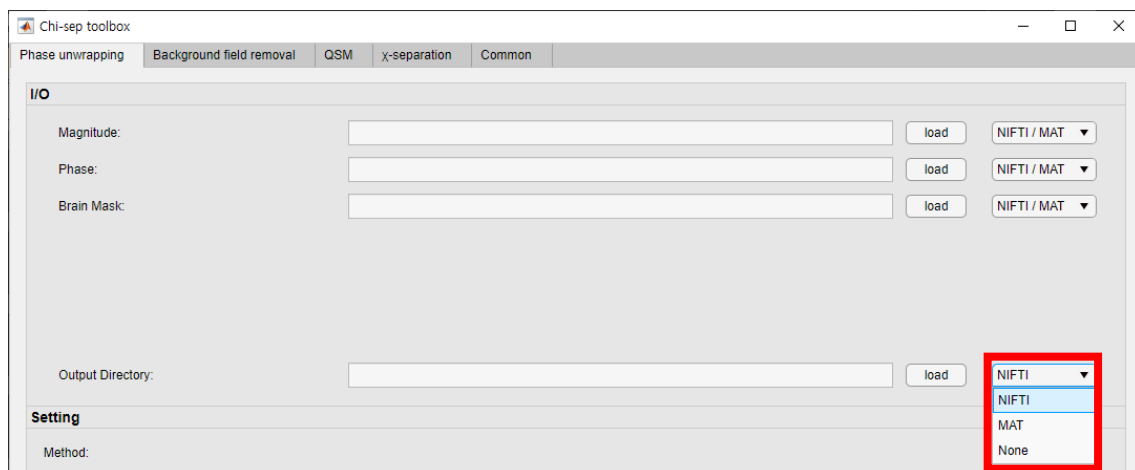 Chi-sep toolbox
Phase unwrapping Background field removal QSM χ-separation Common
I/O
Magnitude: load NIFTI / MAT
Phase: load NIFTI / MAT
Brain Mask: load NIFTI / MAT
Output Directory: load NIFTI
NIFTI
Setting
MAT
Method:
None